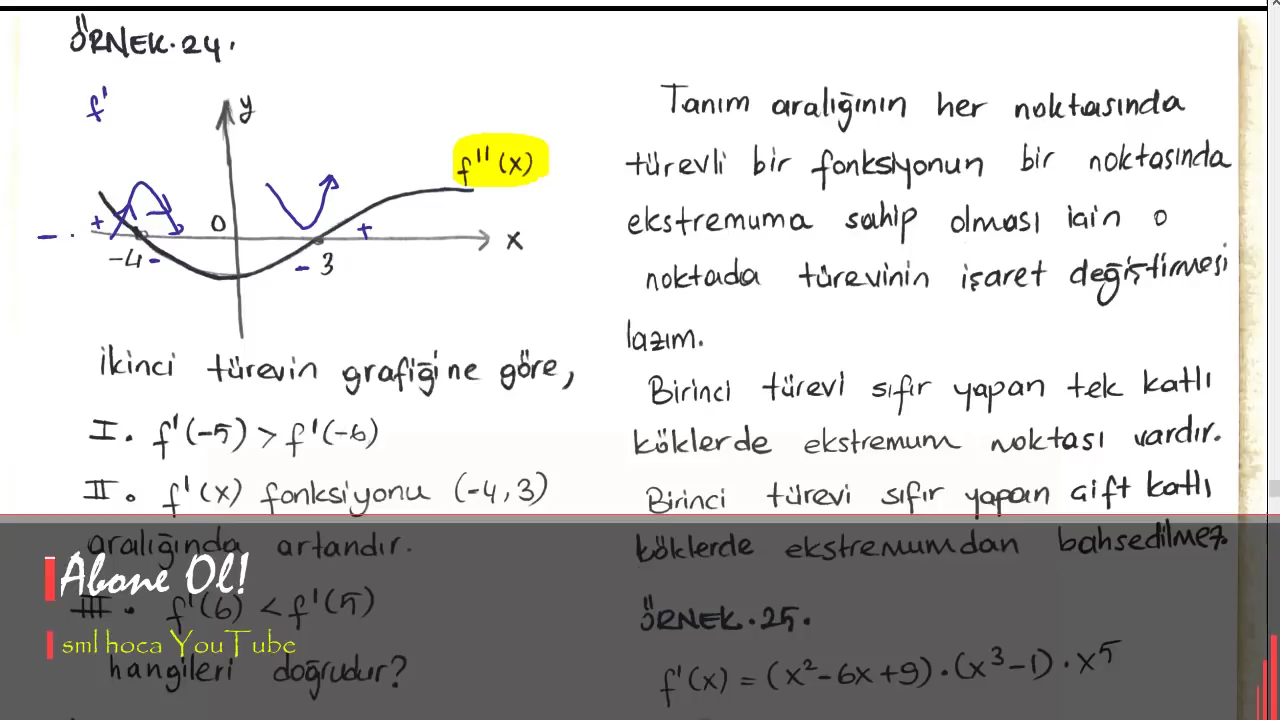 ÖRNEK.24.
f'
y
f''(x)
+
0
+
-
x
-4
-
-
3
İkinci türevin grafiğine göre,
I. f'(-5) > f'(-6)
II. f'(x) fonksiyonu (-4,3)
aralığında artandır.
III. f'(6) < f'(5)
hangileri doğrudur?
Abone Ol!
sml hoca YouTube
Tanım aralığının her noktasında
türevli bir fonksiyonun bir noktasında
ekstremuma sahip olması için o
noktada türevinin işaret değiştirmesi
lazım.
Birinci türevi sıfır yapan tek katlı
köklerde ekstremum noktası vardır.
Birinci türevi sıfır yapan çift katlı
köklerde ekstremumdan bahsedilmez.
ÖRNEK.25.
f'(x) = (x²-6x+9).(x³-1).x⁵